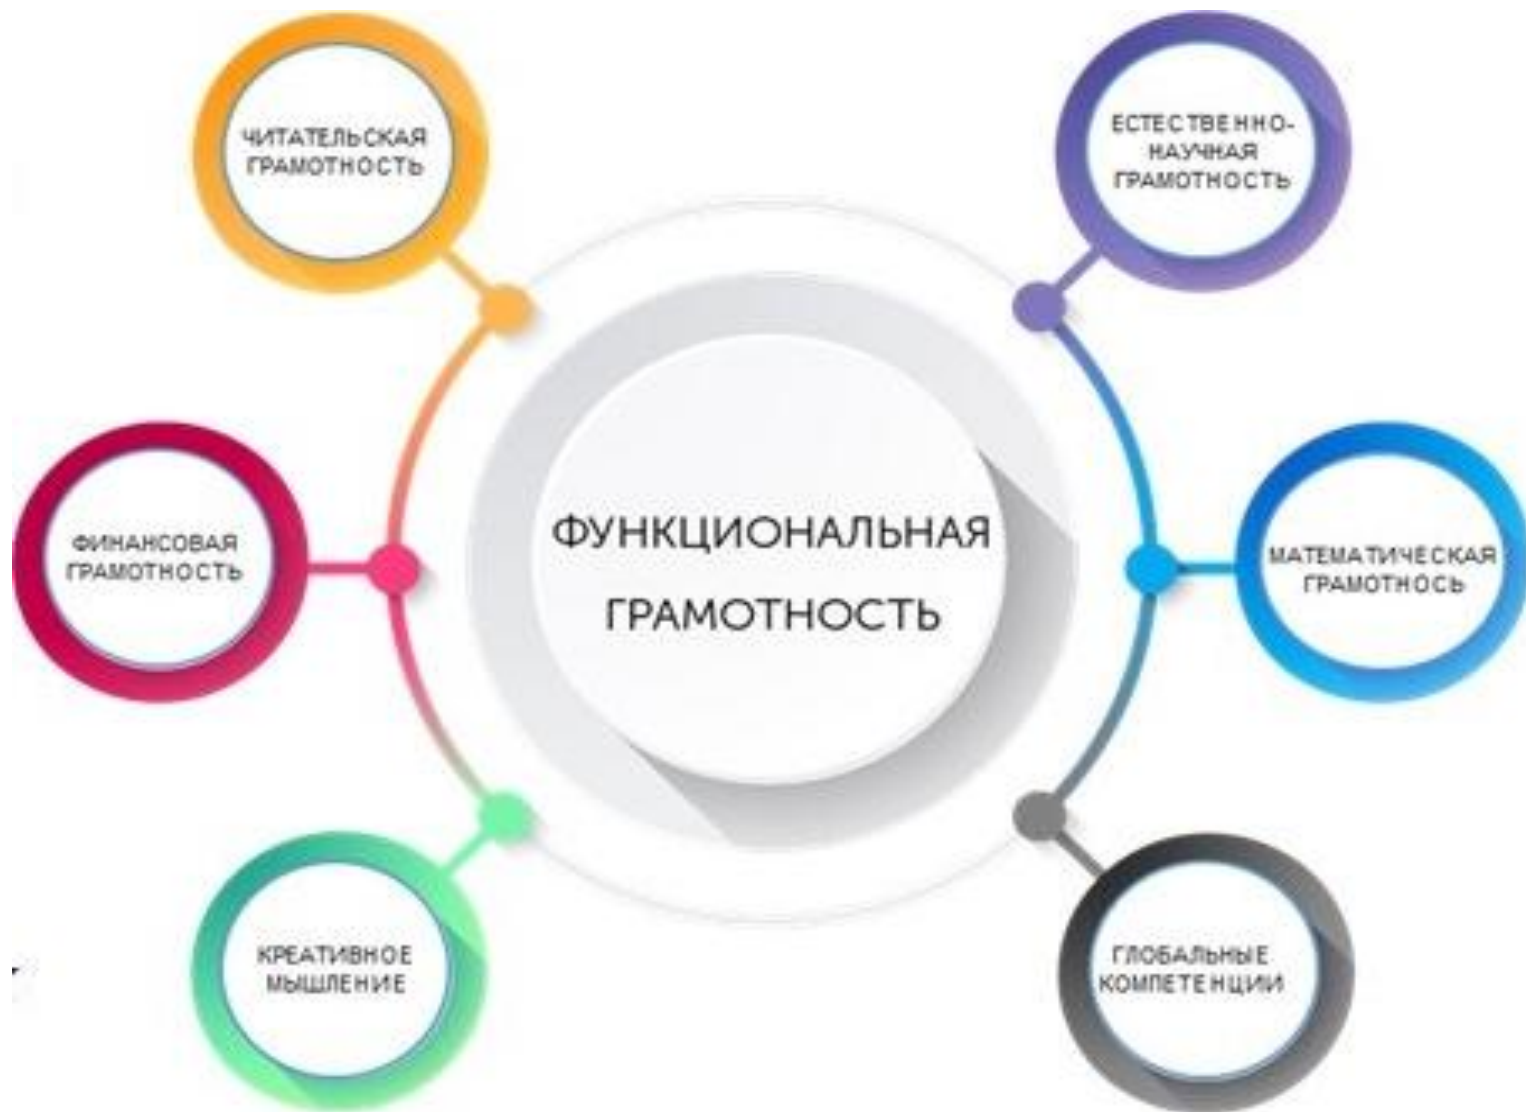 ЧИТАТЕЛЬСКАЯ
ГРАМОТНОСТЬ
ЕСТЕСТВЕННО-
НАУЧНАЯ
ГРАМОТНОСТЬ
ФИНАНСОВАЯ
ГРАМОТНОСТЬ
ФУНКЦИОНАЛЬНАЯ
ГРАМОТНОСТЬ
МАТЕМАТИЧЕСКАЯ
ГРАМОТНОСЬ
КРЕАТИВНОЕ
МЫШЛЕНИЕ
ГЛОБАЛЬНЫЕ
КОМПЕТЕНЦИИ